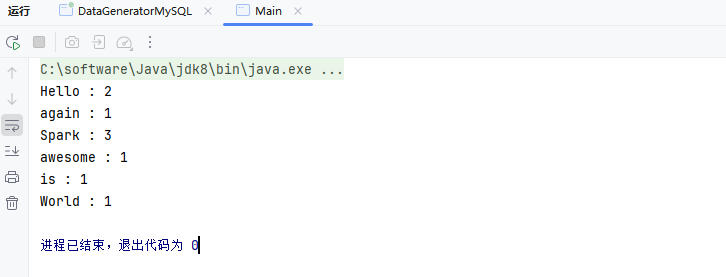 运行
DataGeneratorMySQL
Main
C:\software\Java\jdk8\bin\java.exe ...
Hello : 2
again : 1
Spark : 3
awesome : 1
is : 1
World : 1
进程已结束，退出代码为 0